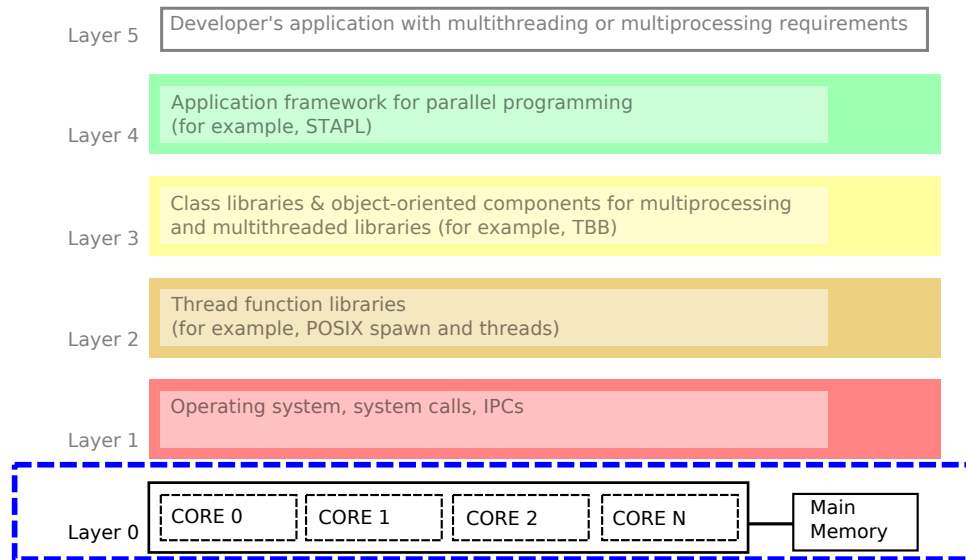 Layer 5
Developer's application with multithreading or multiprocessing requirements
Layer 4
Application framework for parallel programming
(for example, STAPL)
Layer 3
Class libraries & object-oriented components for multiprocessing
and multithreaded libraries (for example, TBB)
Layer 2
Thread function libraries
(for example, POSIX spawn and threads)
Layer 1
Operating system, system calls, IPCs
Layer 0
CORE 0
CORE 1
CORE 2
CORE N
Main
Memory